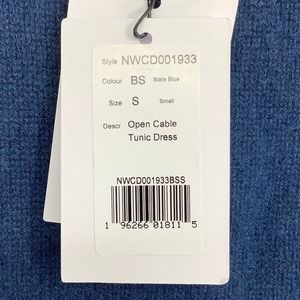 Style NWCD001933
Colour BS Slate Blue
Size S Small
Descr Open Cable
Tunic Dress
NWCD001933BSS
1 96266 01811 5